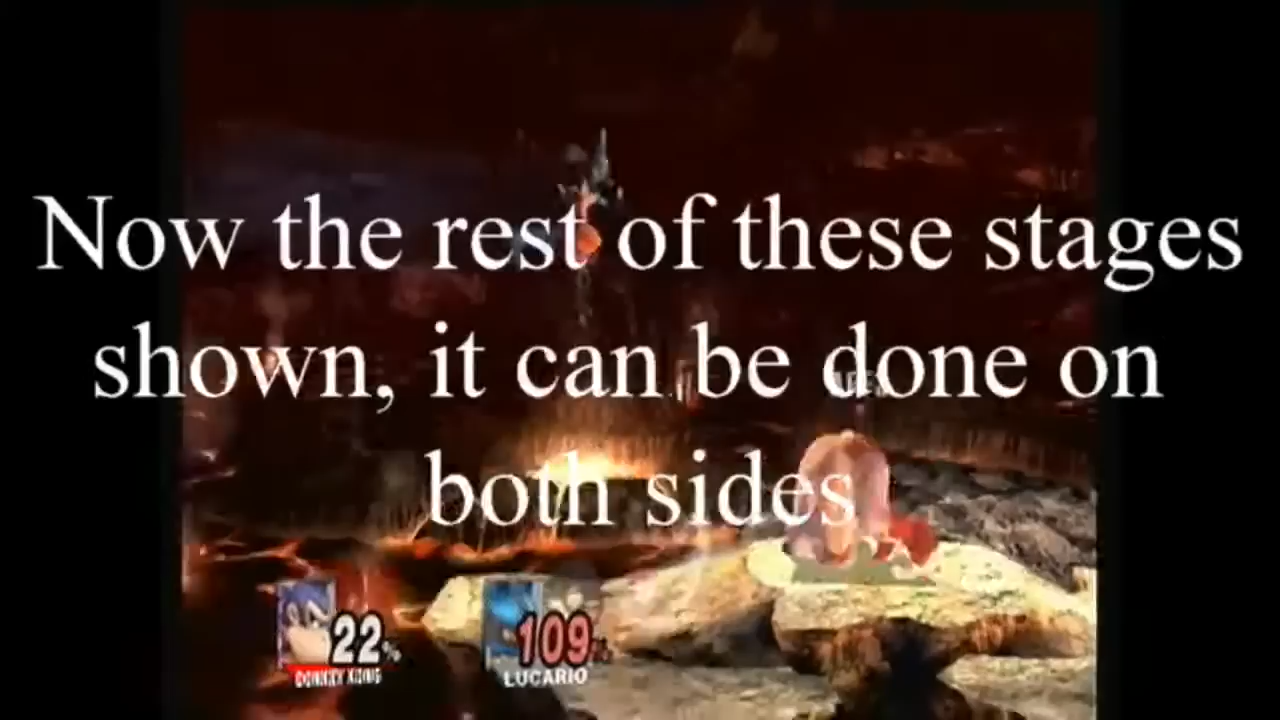 Now the rest of these stages
shown, it can be done on
both sides
22%
109%
DONKEY KONG
LUCARIO